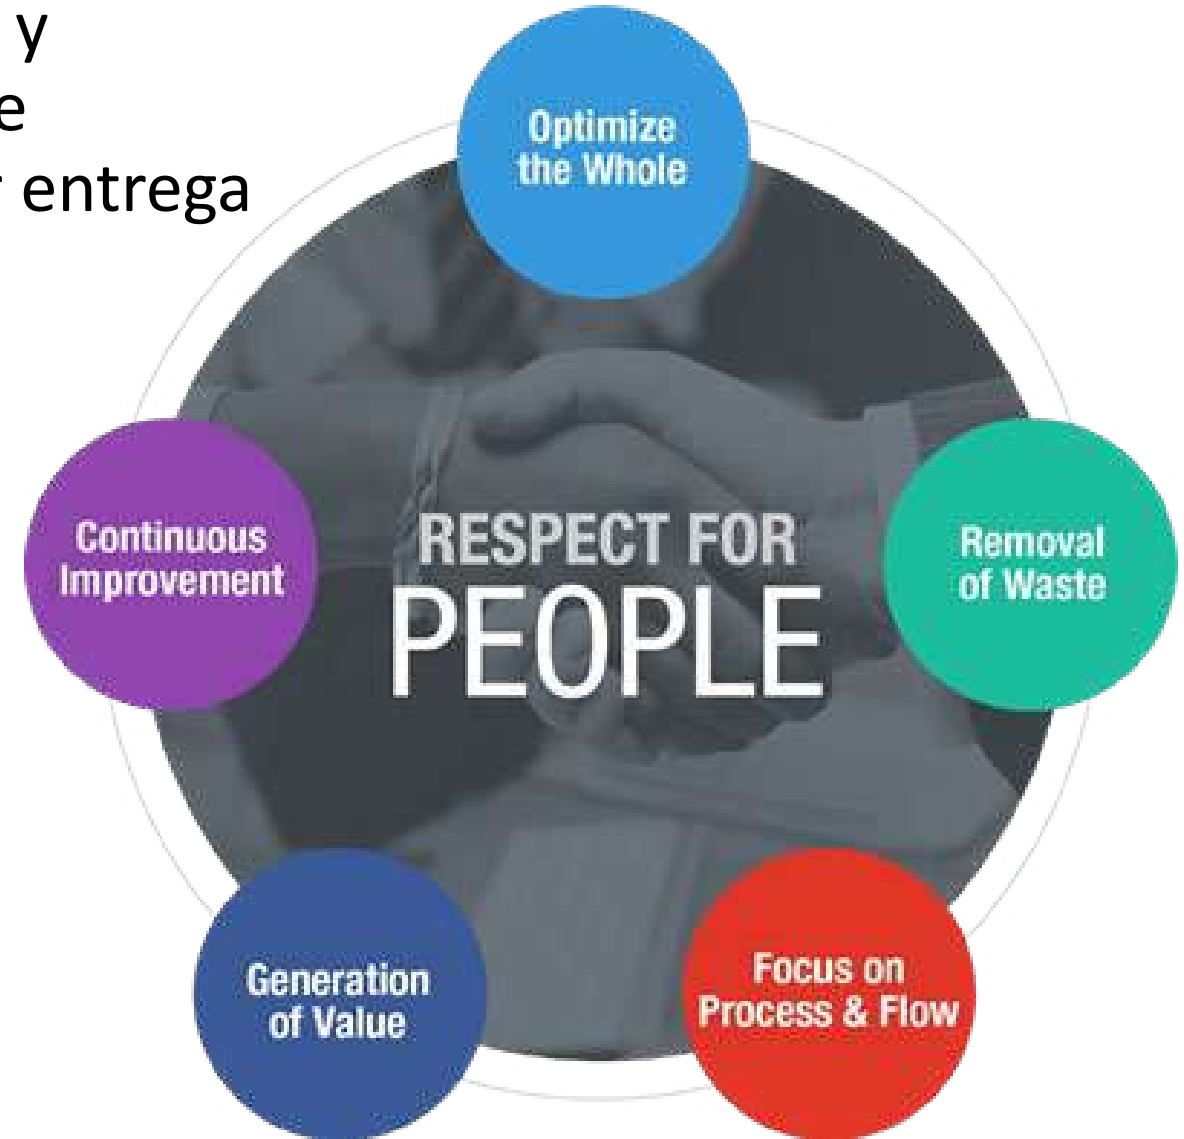 y
e
r entrega
Optimize
the Whole
Continuous
Improvement
RESPECT FOR
PEOPLE
Removal
of Waste
Generation
of Value
Focus on
Process & Flow